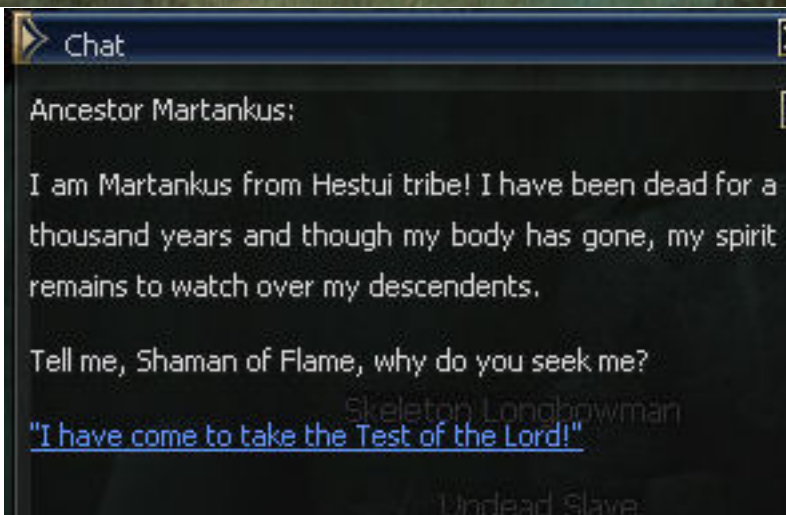 Chat
Ancestor Martankus:
I am Martankus from Hestui tribe! I have been dead for a
thousand years and though my body has gone, my spirit
remains to watch over my descendents.
Tell me, Shaman of Flame, why do you seek me?
Skeleton Longbowman
"I have come to take the Test of the Lord!"
Undead Slave